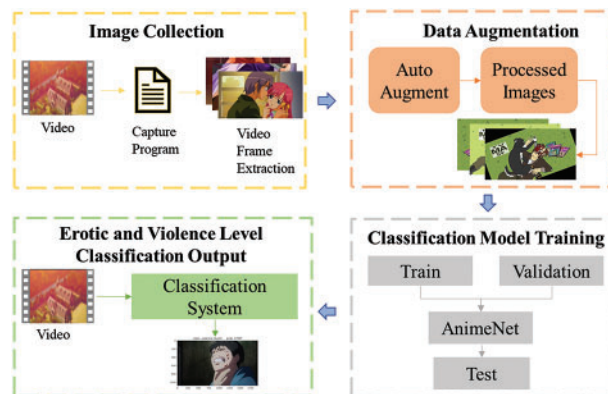 Image Collection
Video
Capture
Program
Video
Frame
Extraction
Data Augmentation
Auto
Augment
Processed
Images
Erotic and Violence Level
Classification Output
Video
Classification
System
Classification Model Training
Train
Validation
AnimeNet
Test